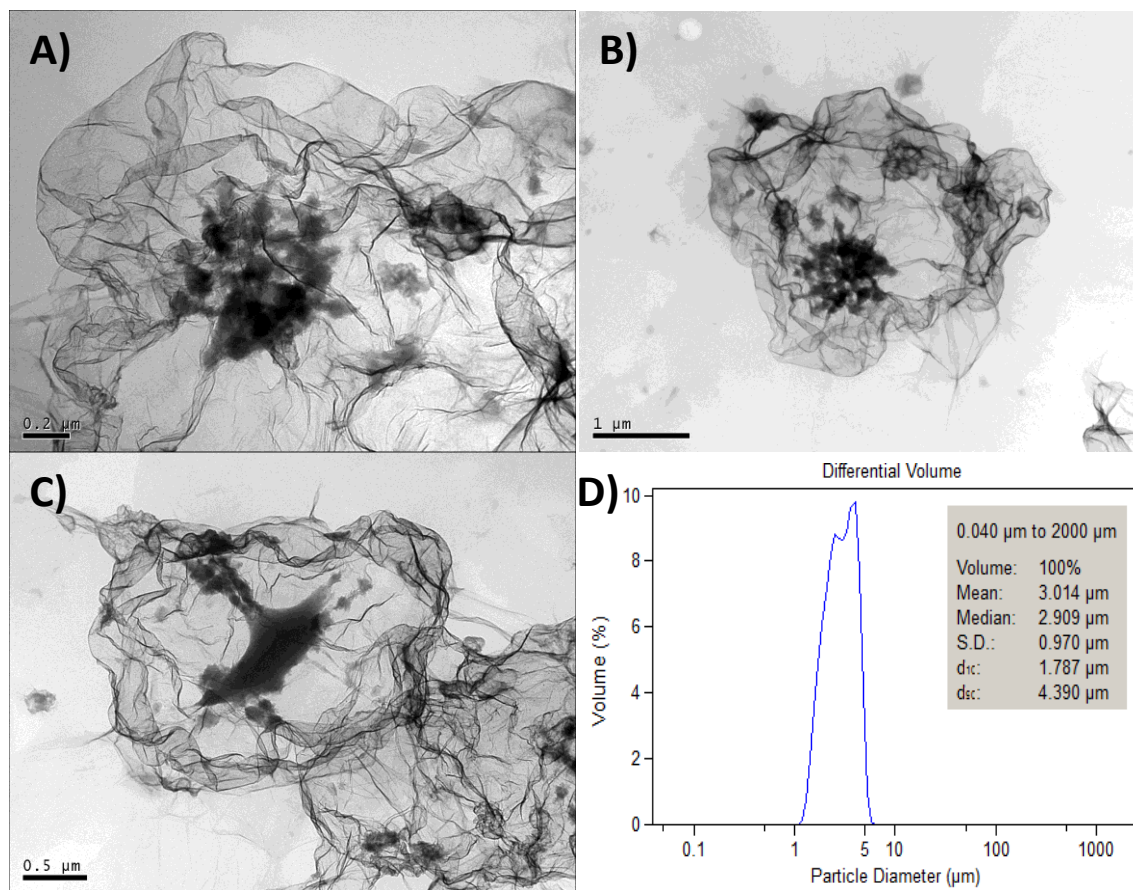 A)
0.2 µm
B)
1 µm
C)
0.5 µm
D)
Differential Volume
Volume (%)
10
8
6
4
2
0
0.1
1
5
10
100
1000
Particle Diameter (µm)
0.040 µm to 2000 µm
Volume: 100%
Mean: 3.014 µm
Median: 2.909 µm
S.D.: 0.970 µm
d1c: 1.787 µm
d5c: 4.390 µm